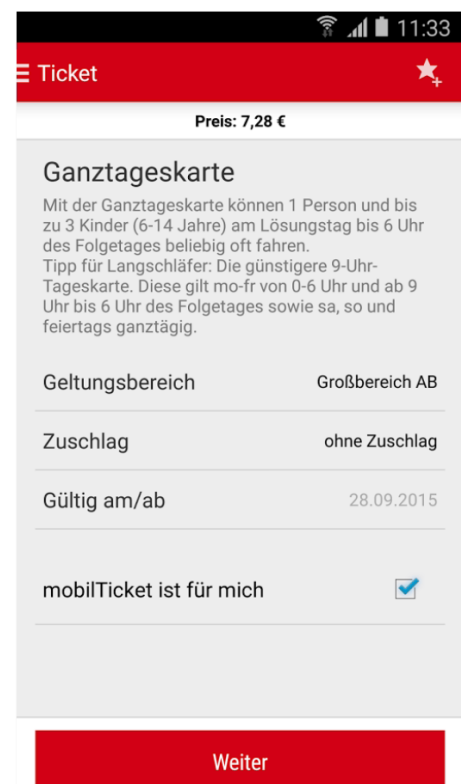 11:33
Ticket
Preis: 7,28 €
Ganztageskarte
Mit der Ganztageskarte können 1 Person und bis
zu 3 Kinder (6-14 Jahre) am Lösungstag bis 6 Uhr
des Folgetages beliebig oft fahren.
Tipp für Langschläfer: Die günstigere 9-Uhr-
Tageskarte. Diese gilt mo-fr von 0-6 Uhr und ab 9
Uhr bis 6 Uhr des Folgetages sowie sa, so und
feiertags ganztägig.
Geltungsbereich Großbereich AB
Zuschlag ohne Zuschlag
Gültig am/ab 28.09.2015
mobilTicket ist für mich
Weiter